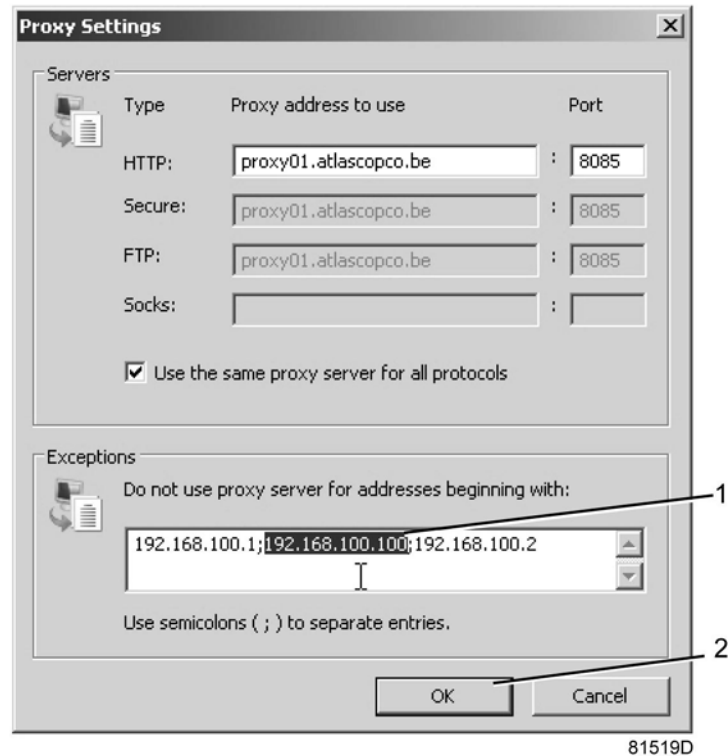 Proxy Settings
Servers
Type Proxy address to use Port
HTTP: proxy01.atlascopco.be : 8085
Secure: proxy01.atlascopco.be : 8085
FTP: proxy01.atlascopco.be : 8085
Socks: :
Use the same proxy server for all protocols
Exceptions
Do not use proxy server for addresses beginning with:
1
192.168.100.1;192.168.100.100;192.168.100.2
Use semicolons ( ; ) to separate entries.
2
OK Cancel
81519D